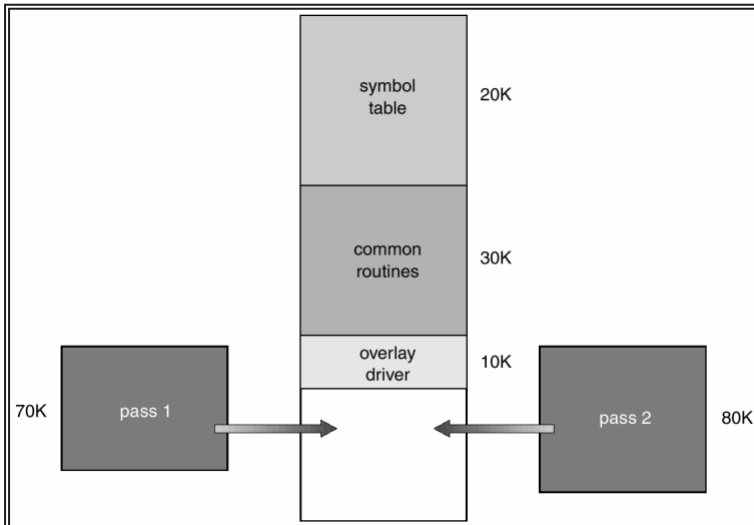 symbol
table
20K
common
routines
30K
overlay
driver
10K
70K
pass 1
pass 2
80K